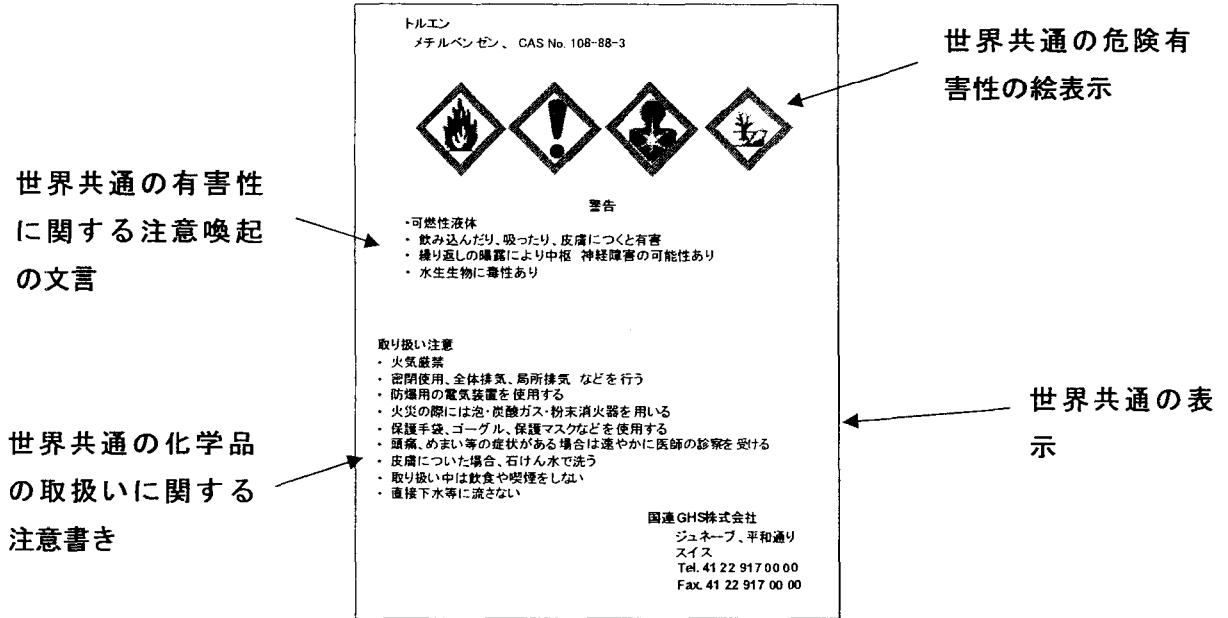 トルエン
メチルベンゼン、 CAS No. 108-88-3
世界共通の危険有
害性の絵表示
世界共通の有害性
に関する注意喚起
の文言
警告
・可燃性液体
・ 飲み込んだり、吸ったり、皮膚につくと有害
・ 繰り返しの曝露により中枢 神経障害の可能性あり
・ 水生生物に毒性あり
取り扱い注意
・ 火気厳禁
・ 密閉使用、全体排気、局所排気 などを行う
・ 防爆用の電気装置を使用する
・ 火災の際には泡・炭酸ガス・粉末消火器を用いる
・ 保護手袋、ゴーグル、保護マスクなどを使用する
・ 頭痛、めまい等の症状がある場合は速やかに医師の診察を受ける
・ 皮膚についた場合、石けん水で洗う
・ 取り扱い中は飲食や喫煙をしない
・ 直接下水等に流さない
世界共通の表
示
世界共通の化学品
の取扱いに関する
注意書き
国連GHS株式会社
ジュネーブ、平和通り
スイス
Tel. 41 22 917 00 00
Fax. 41 22 917 00 00